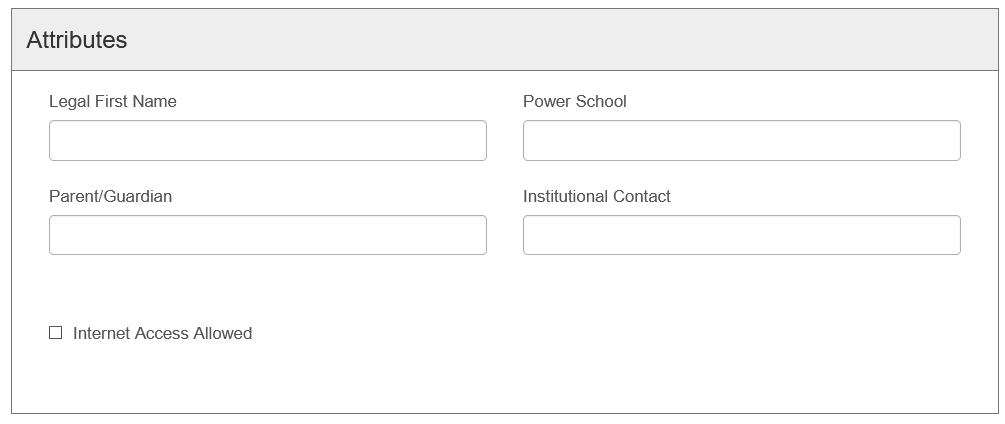 Attributes
Legal First Name
Power School
Parent/Guardian
Institutional Contact
Internet Access Allowed